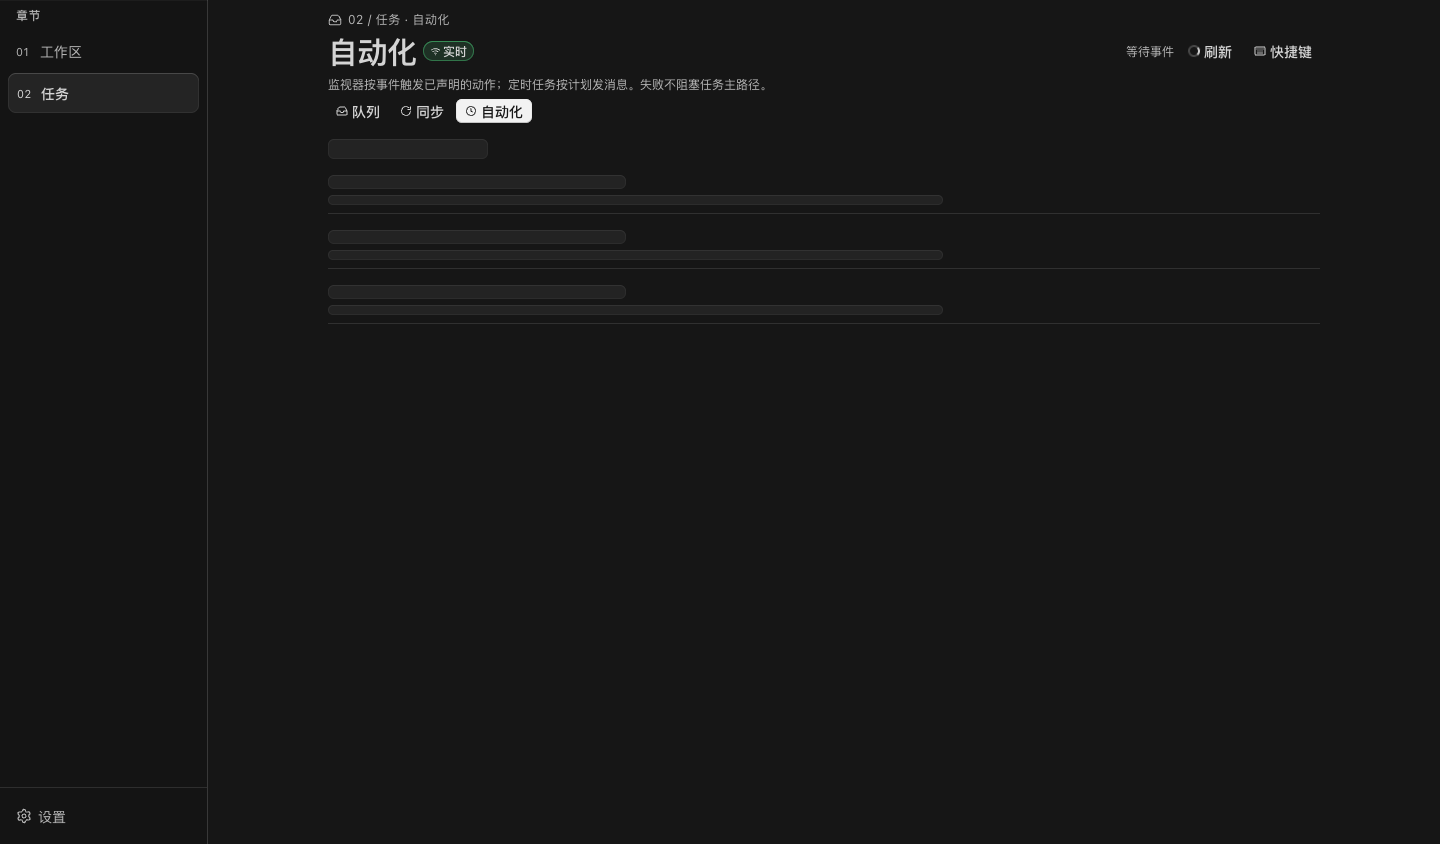 章节
01 工作区
02 任务
设置
02 / 任务 · 自动化
自动化 实时
等待事件 刷新 快捷键
监视器按事件触发已声明的动作；定时任务按计划发消息。失败不阻塞任务主路径。
队列 同步 自动化